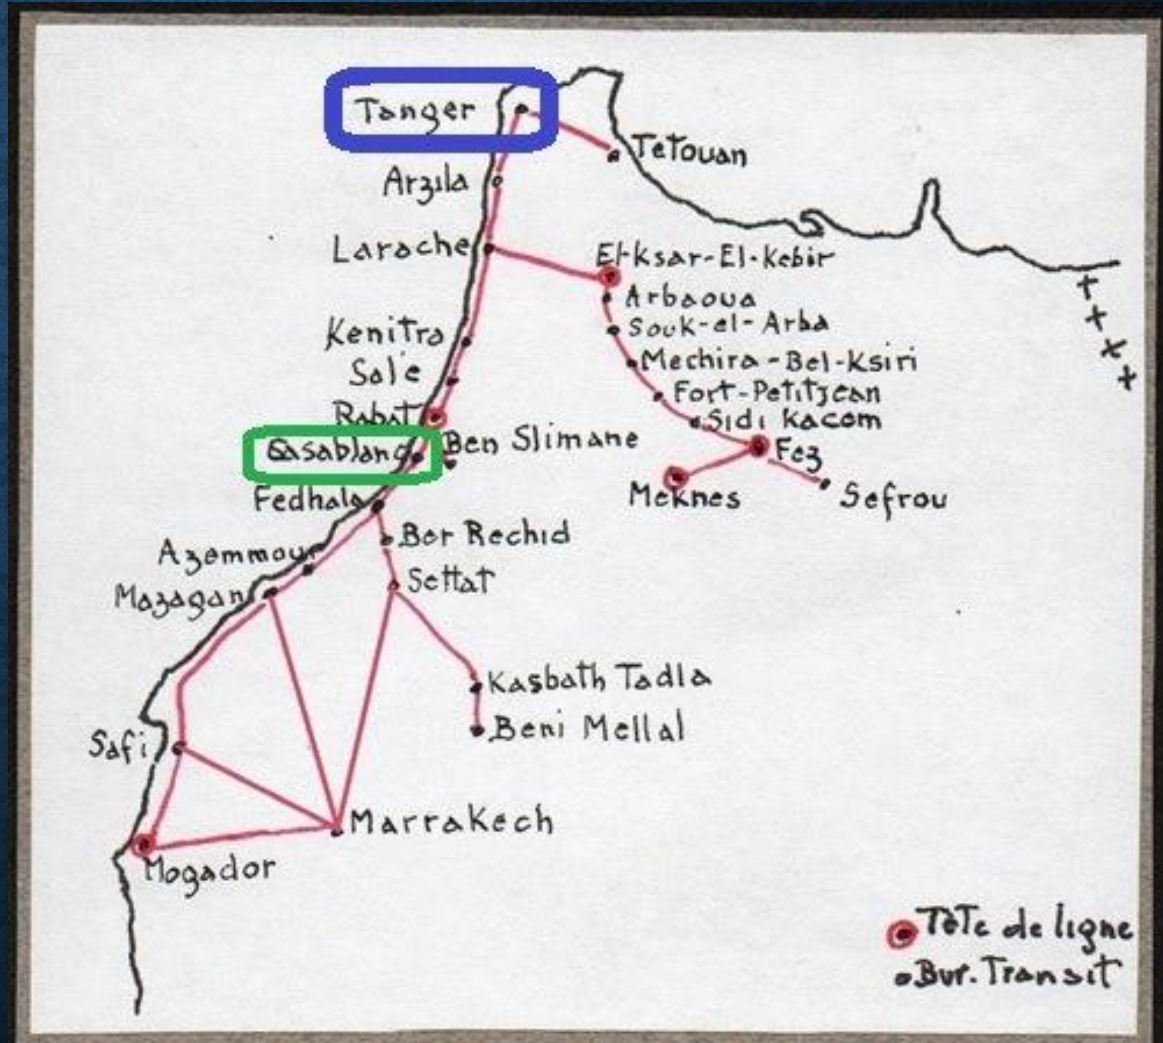 Tanger
Tetouan
Arzila
Larache
El-Ksar-El-Kebir
Arbaoua
Souk-el-Arba
Kenitra
Mechira-Bel-Ksiri
Sale
Fort-Petitjean
Rabat
Sidi Kacem
Casablanc
Ben Slimane
Fez
Meknes
Sefrou
Fedhala
Ber Rechid
Azemmour
Settat
Mazagan
Kasbath Tadla
Beni Mellal
Safi
Marrakech
Mogador
Tète de ligne
Bur. Transit